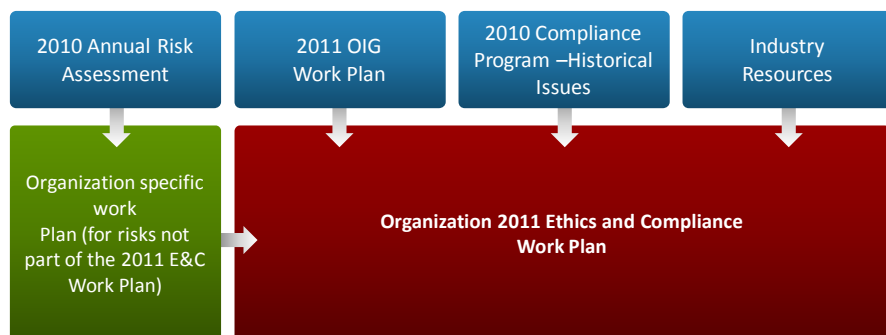 2010 Annual Risk
Assessment
2011 OIG
Work Plan
2010 Compliance
Program –Historical
Issues
Industry
Resources
Organization specific
work
Plan (for risks not
part of the 2011 E&C
Work Plan)
Organization 2011 Ethics and Compliance
Work Plan